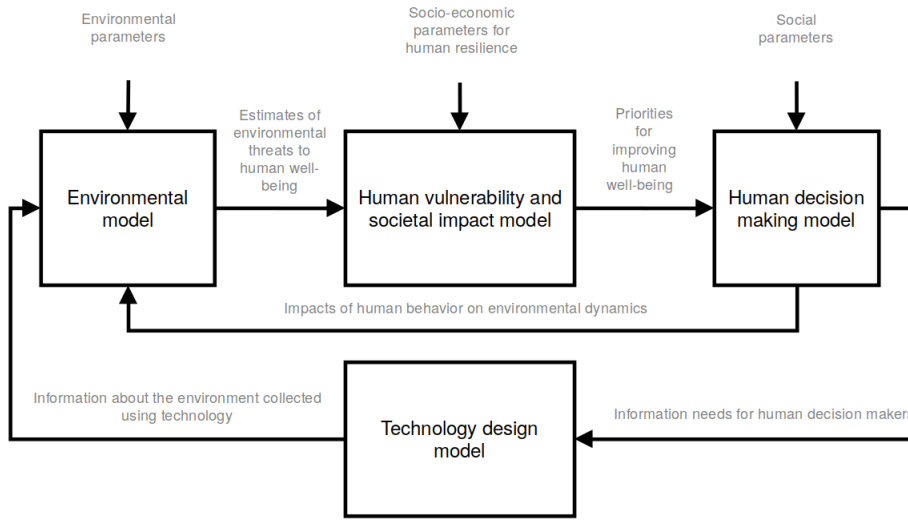 Environmental
parameters
Socio-economic
parameters for
human resilience
Social
parameters
Estimates of
environmental
threats to
human well-
being
Priorities
for
improving
human
well-being
Environmental
model
Human vulnerability and
societal impact model
Human decision
making model
Impacts of human behavior on environmental dynamics
Information about the environment collected
using technology
Technology design
model
Information needs for human decision makers